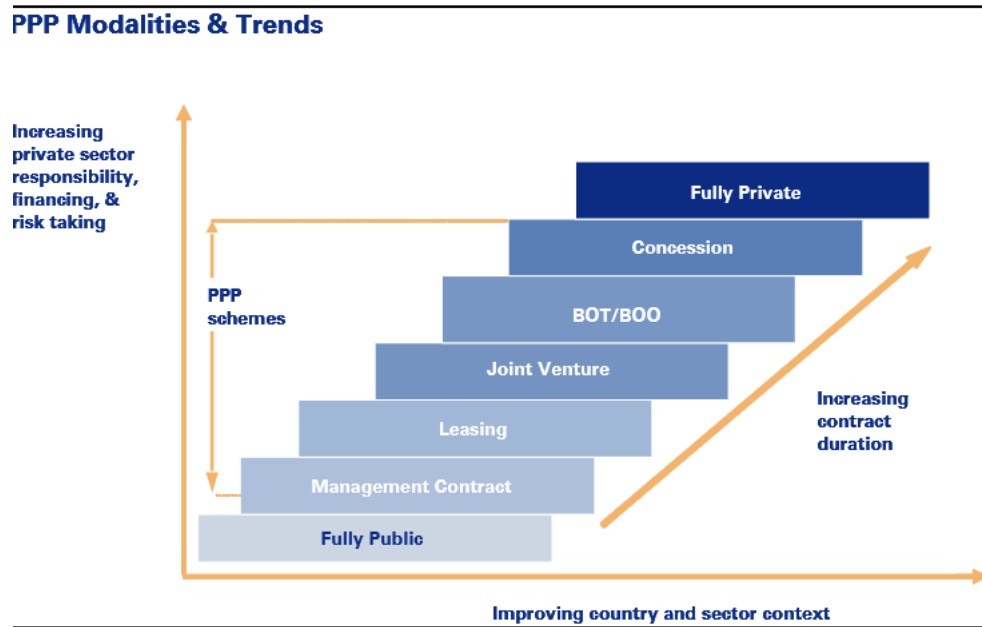 PPP Modalities & Trends
Increasing
private sector
responsibility,
financing, &
risk taking
Fully Private
Concession
PPP
schemes
BOT/BOO
Joint Venture
Increasing
contract
duration
Leasing
Management Contract
Fully Public
Improving country and sector context